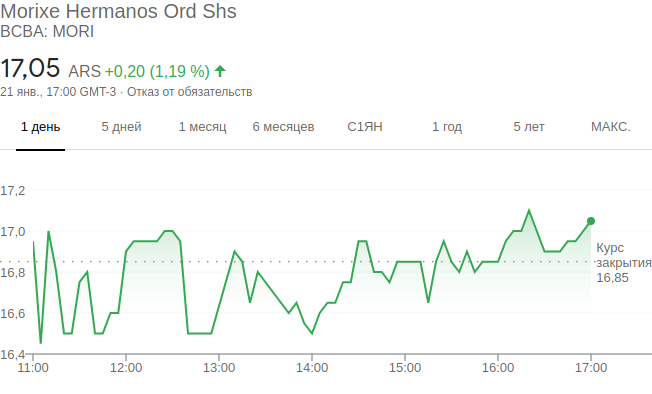 Morixe Hermanos Ord Shs
BCBA: MORI
17,05 ARS +0,20 (1,19 %)
21 янв., 17:00 GMT-3 · Отказ от обязательств
1 день 5 дней 1 месяц 6 месяцев С1ЯН 1 год 5 лет МАКС.
17,2
17,0
16,8
16,6
16,4
Курс
закрытия
16,85
11:00 12:00 13:00 14:00 15:00 16:00 17:00